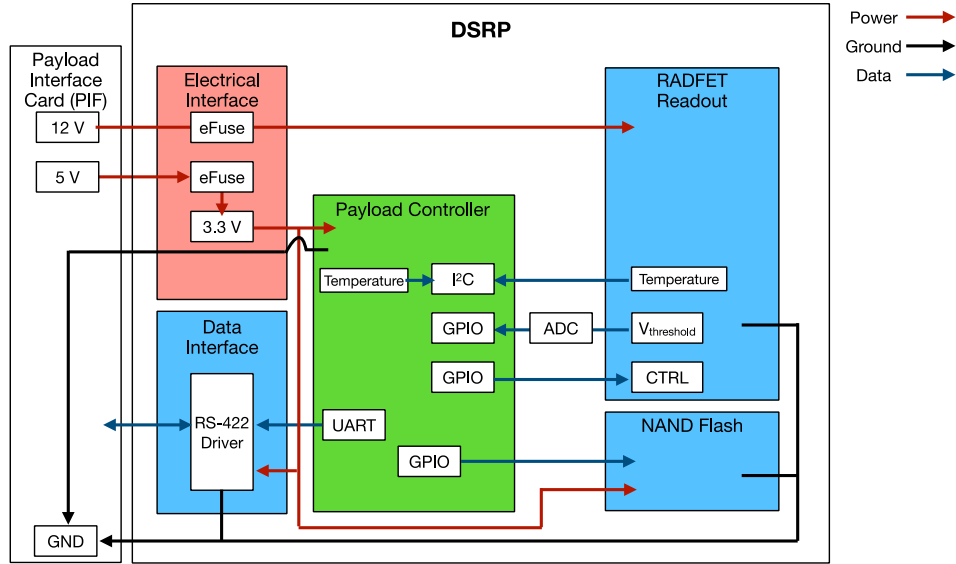 DSRP
Power
Ground
Data
Payload
Interface
Card (PIF)
12 V
5 V
GND
Electrical
Interface
eFuse
eFuse
3.3 V
Data
Interface
RS-422
Driver
Payload Controller
Temperature
I²C
GPIO
GPIO
UART
GPIO
ADC
RADFET
Readout
Temperature
Vthreshold
CTRL
NAND Flash